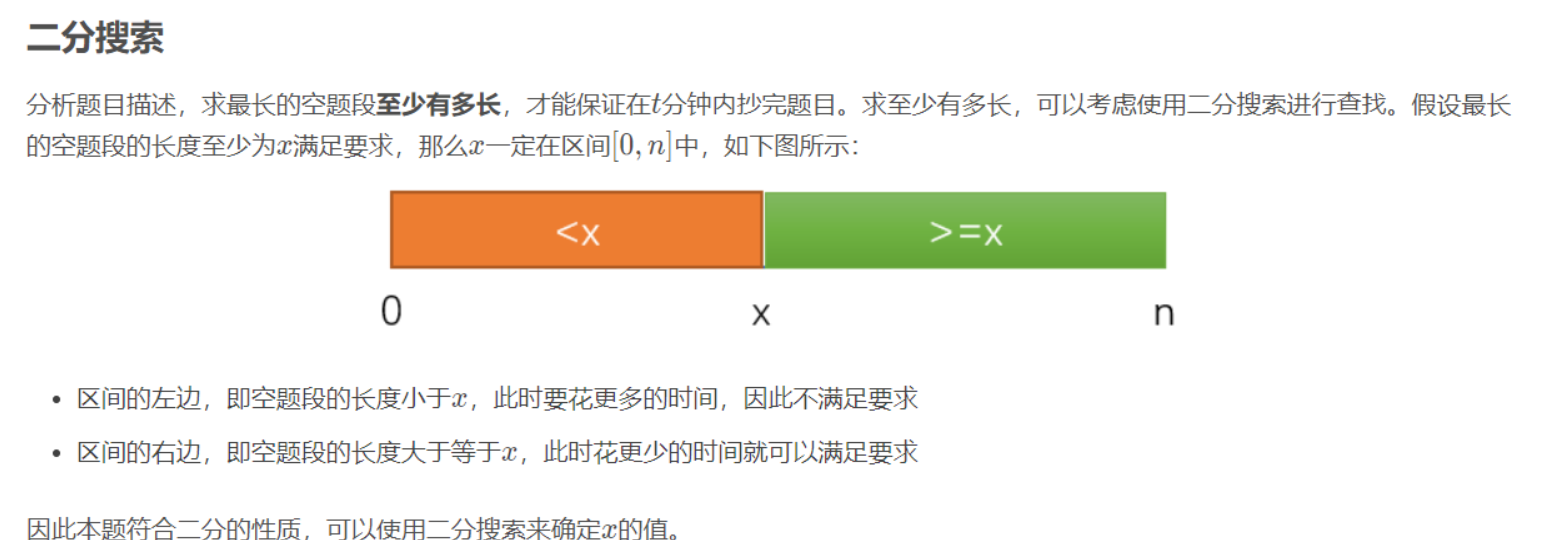 二分搜索
分析题目描述，求最长的空题段至少有多长，才能保证在t分钟内抄完题目。求至少有多长，可以考虑使用二分搜索进行查找。假设最长
的空题段的长度至少为x满足要求，那么x一定在区间[0, n]中，如下图所示：
<x >=x
0 x n
• 区间的左边，即空题段的长度小于x，此时要花更多的时间，因此不满足要求
• 区间的右边，即空题段的长度大于等于x，此时花更少的时间就可以满足要求
因此本题符合二分的性质，可以使用二分搜索来确定x的值。